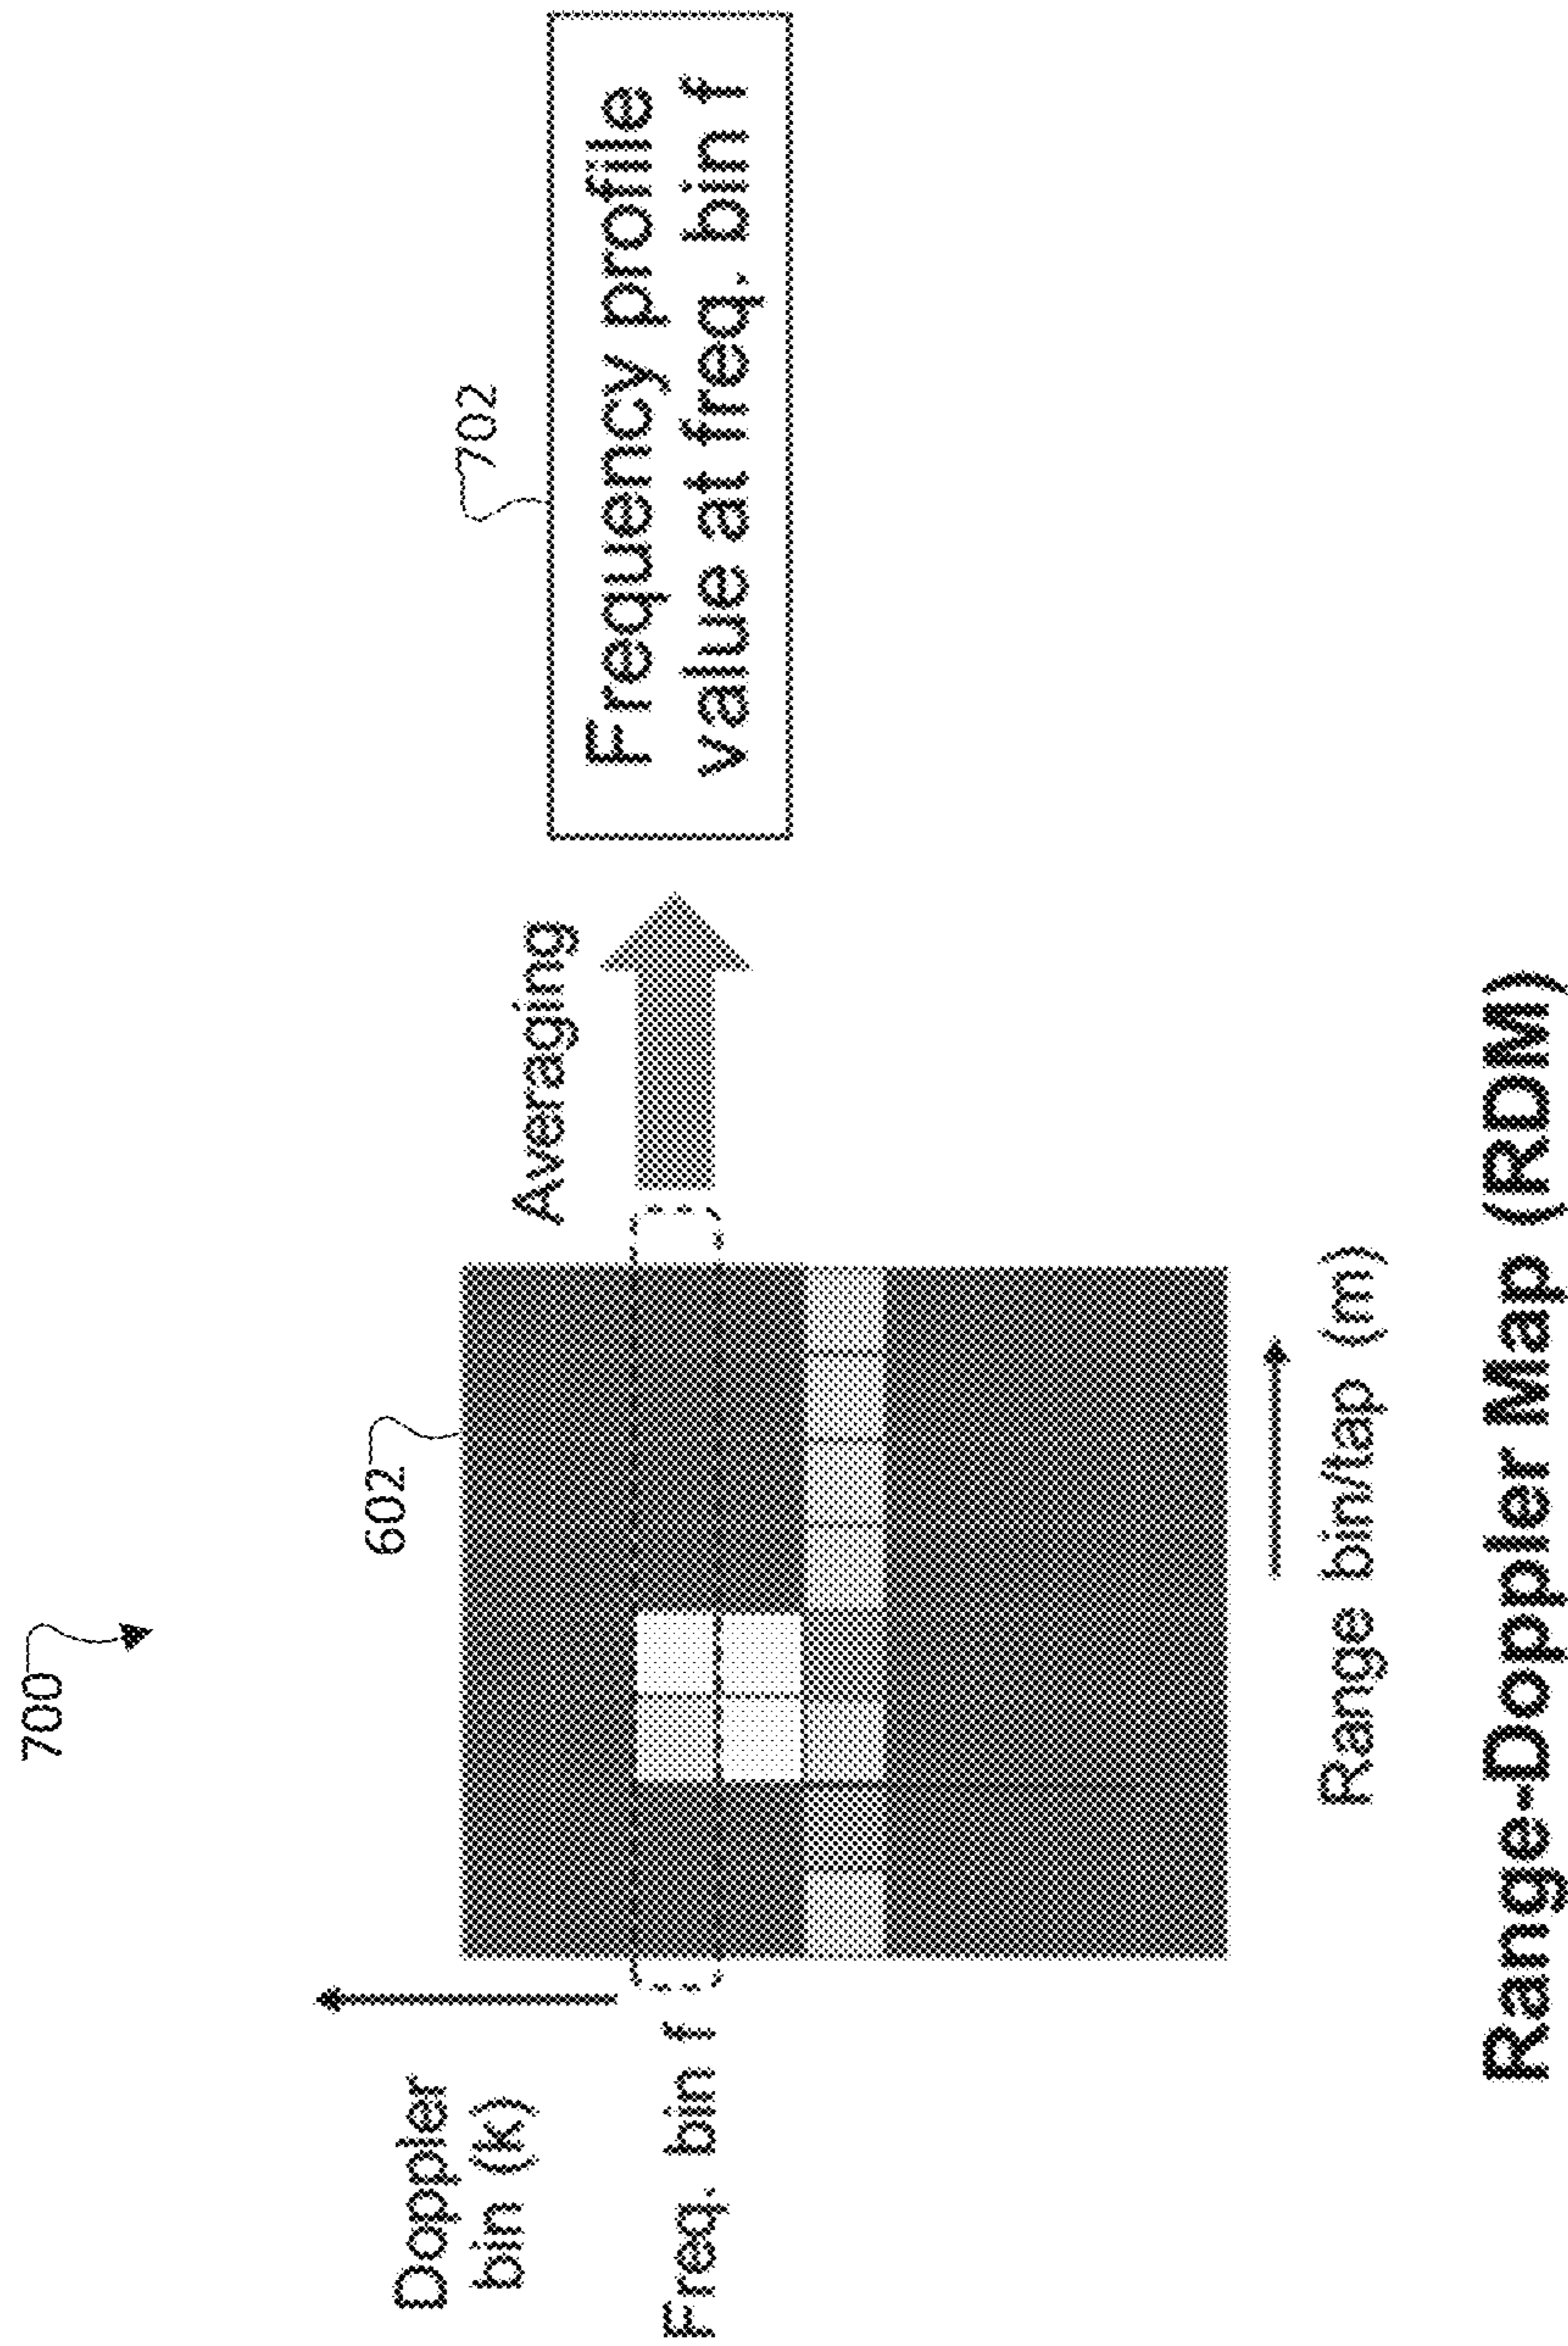 700
602
702
Doppler
bin (k)
Freq. bin f
Averaging
Frequency profile
value at freq. bin f
Range bin/tap (m)
Range-Doppler Map (RDM)